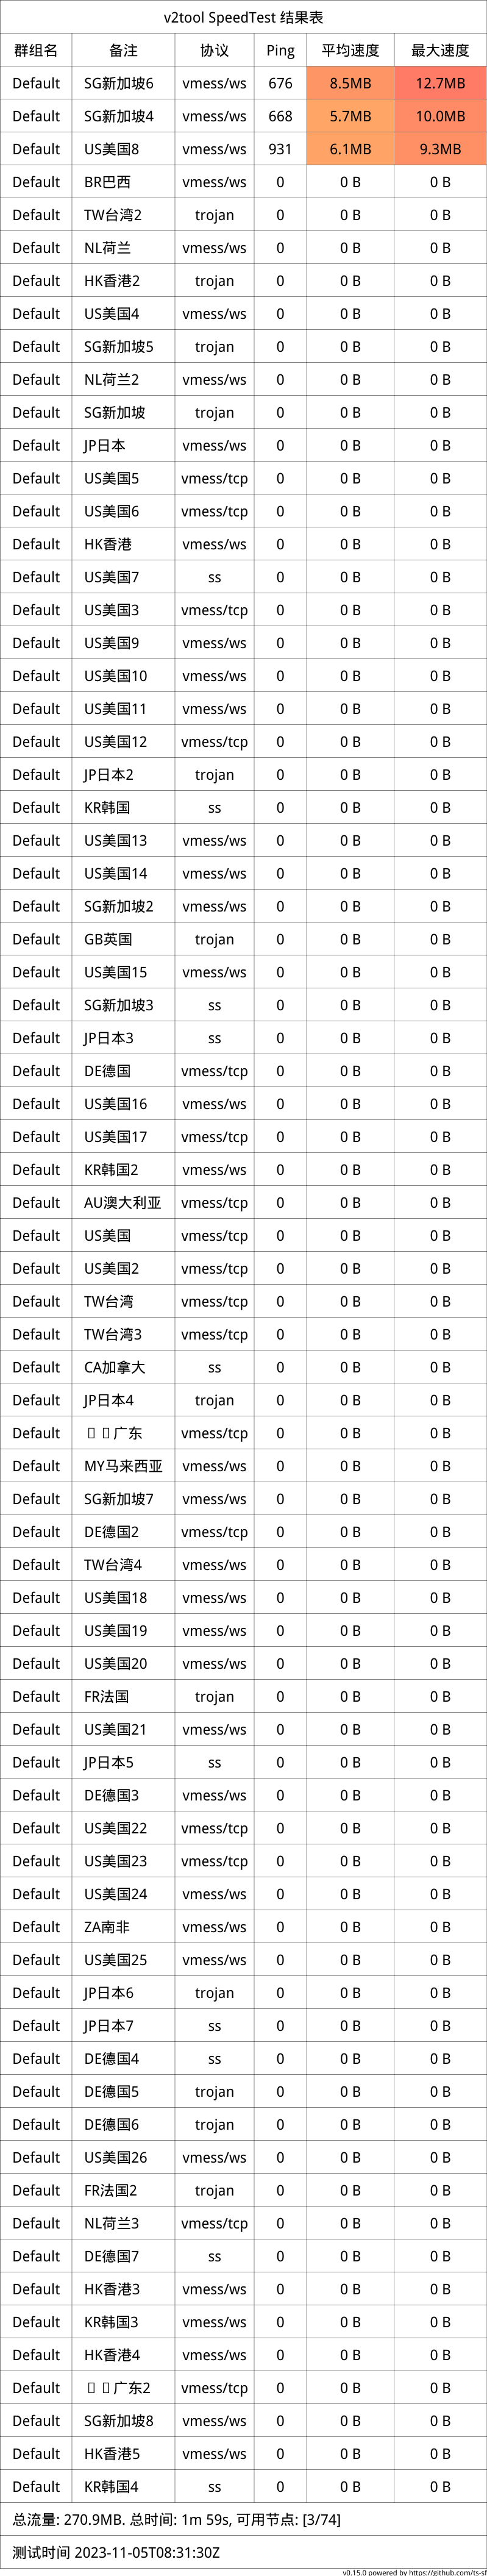 v2tool SpeedTest 结果表
群组名 备注 协议 Ping 平均速度 最大速度
Default SG新加坡6 vmess/ws 676 8.5MB 12.7MB
Default SG新加坡4 vmess/ws 668 5.7MB 10.0MB
Default US美国8 vmess/ws 931 6.1MB 9.3MB
Default BR巴西 vmess/ws 0 0 B 0 B
Default TW台湾2 trojan 0 0 B 0 B
Default NL荷兰 vmess/ws 0 0 B 0 B
Default HK香港2 trojan 0 0 B 0 B
Default US美国4 vmess/ws 0 0 B 0 B
Default SG新加坡5 trojan 0 0 B 0 B
Default NL荷兰2 vmess/ws 0 0 B 0 B
Default SG新加坡 trojan 0 0 B 0 B
Default JP日本 vmess/ws 0 0 B 0 B
Default US美国5 vmess/tcp 0 0 B 0 B
Default US美国6 vmess/tcp 0 0 B 0 B
Default HK香港 vmess/ws 0 0 B 0 B
Default US美国7 ss 0 0 B 0 B
Default US美国3 vmess/tcp 0 0 B 0 B
Default US美国9 vmess/ws 0 0 B 0 B
Default US美国10 vmess/ws 0 0 B 0 B
Default US美国11 vmess/ws 0 0 B 0 B
Default US美国12 vmess/tcp 0 0 B 0 B
Default JP日本2 trojan 0 0 B 0 B
Default KR韩国 ss 0 0 B 0 B
Default US美国13 vmess/ws 0 0 B 0 B
Default US美国14 vmess/ws 0 0 B 0 B
Default SG新加坡2 vmess/ws 0 0 B 0 B
Default GB英国 trojan 0 0 B 0 B
Default US美国15 vmess/ws 0 0 B 0 B
Default SG新加坡3 ss 0 0 B 0 B
Default JP日本3 ss 0 0 B 0 B
Default DE德国 vmess/tcp 0 0 B 0 B
Default US美国16 vmess/ws 0 0 B 0 B
Default US美国17 vmess/tcp 0 0 B 0 B
Default KR韩国2 vmess/ws 0 0 B 0 B
Default AU澳大利亚 vmess/tcp 0 0 B 0 B
Default US美国 vmess/tcp 0 0 B 0 B
Default US美国2 vmess/tcp 0 0 B 0 B
Default TW台湾 vmess/tcp 0 0 B 0 B
Default TW台湾3 vmess/tcp 0 0 B 0 B
Default CA加拿大 ss 0 0 B 0 B
Default JP日本4 trojan 0 0 B 0 B
Default 广东 vmess/tcp 0 0 B 0 B
Default MY马来西亚 vmess/ws 0 0 B 0 B
Default SG新加坡7 vmess/ws 0 0 B 0 B
Default DE德国2 vmess/tcp 0 0 B 0 B
Default TW台湾4 vmess/ws 0 0 B 0 B
Default US美国18 vmess/ws 0 0 B 0 B
Default US美国19 vmess/ws 0 0 B 0 B
Default US美国20 vmess/ws 0 0 B 0 B
Default FR法国 trojan 0 0 B 0 B
Default US美国21 vmess/ws 0 0 B 0 B
Default JP日本5 ss 0 0 B 0 B
Default DE德国3 vmess/ws 0 0 B 0 B
Default US美国22 vmess/tcp 0 0 B 0 B
Default US美国23 vmess/tcp 0 0 B 0 B
Default US美国24 vmess/ws 0 0 B 0 B
Default ZA南非 vmess/ws 0 0 B 0 B
Default US美国25 vmess/ws 0 0 B 0 B
Default JP日本6 trojan 0 0 B 0 B
Default JP日本7 ss 0 0 B 0 B
Default DE德国4 ss 0 0 B 0 B
Default DE德国5 trojan 0 0 B 0 B
Default DE德国6 trojan 0 0 B 0 B
Default US美国26 vmess/ws 0 0 B 0 B
Default FR法国2 trojan 0 0 B 0 B
Default NL荷兰3 vmess/tcp 0 0 B 0 B
Default DE德国7 ss 0 0 B 0 B
Default HK香港3 vmess/ws 0 0 B 0 B
Default KR韩国3 vmess/ws 0 0 B 0 B
Default HK香港4 vmess/ws 0 0 B 0 B
Default 广东2 vmess/tcp 0 0 B 0 B
Default SG新加坡8 vmess/ws 0 0 B 0 B
Default HK香港5 vmess/ws 0 0 B 0 B
Default KR韩国4 ss 0 0 B 0 B
总流量: 270.9MB. 总时间: 1m 59s, 可用节点: [3/74]
测试时间 2023-11-05T08:31:30Z
v0.15.0 powered by https://github.com/ts-sf